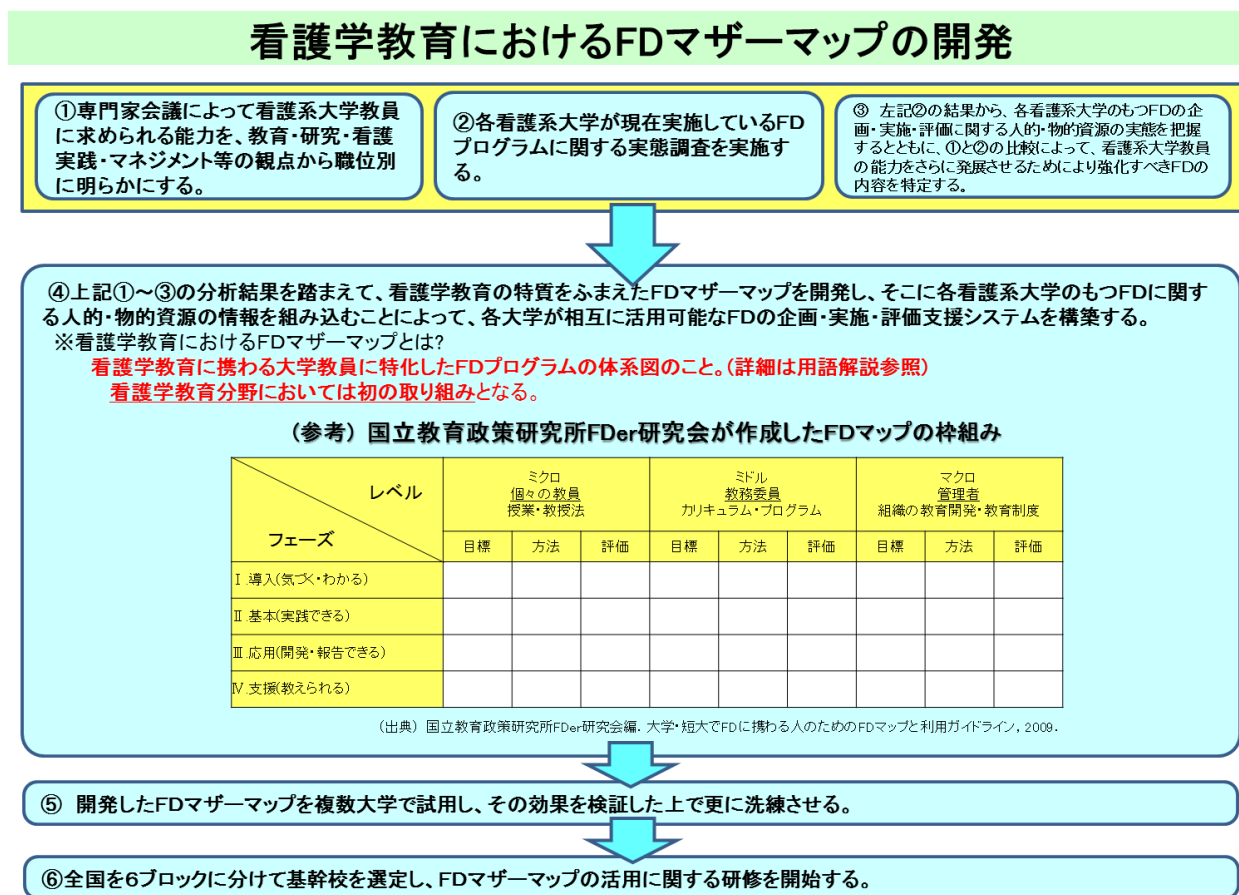 看護学教育におけるFDマザーマップの開発
①専門家会議によって看護系大学教員
に求められる能力を、教育・研究・看護
実践・マネジメント等の観点から職位別
に明らかにする。
②各看護系大学が現在実施しているFD
プログラムに関する実態調査を実施す
る。
③ 左記②の結果から、各看護系大学のもつFDの企
画・実施・評価に関する人的・物的資源の実態を把握
するとともに、①と②の比較によって、看護系大学教員
の能力をさらに発展させるためにより強化すべきFDの
内容を特定する。
④上記①～③の分析結果を踏まえて、看護学教育の特質をふまえたFDマザーマップを開発し、そこに各看護系大学のもつFDに関す
る人的・物的資源の情報を組み込むことによって、各大学が相互に活用可能なFDの企画・実施・評価支援システムを構築する。
※看護学教育におけるFDマザーマップとは?
看護学教育に携わる大学教員に特化したFDプログラムの体系図のこと。(詳細は用語解説参照)
看護学教育分野においては初の取り組みとなる。
(参考) 国立教育政策研究所FDer研究会が作成したFDマップの枠組み
レベル
フェーズ
ミクロ
個々の教員
授業・教授法
ミドル
教務委員
カリキュラム・プログラム
マクロ
管理者
組織の教育開発・教育制度
目標 方法 評価 目標 方法 評価 目標 方法 評価
Ⅰ.導入(気づく・わかる)
Ⅱ.基本(実践できる)
Ⅲ.応用(開発・報告できる)
Ⅳ.支援(教えられる)
(出典) 国立教育政策研究所FDer研究会編. 大学・短大でFDに携わる人のためのFDマップと利用ガイドライン, 2009.
⑤ 開発したFDマザーマップを複数大学で試用し、その効果を検証した上で更に洗練させる。
⑥全国を6ブロックに分けて基幹校を選定し、FDマザーマップの活用に関する研修を開始する。